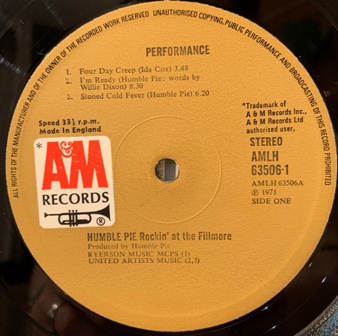 ALL RIGHTS OF THE MANUFACTURER AND OF THE OWNER OF THE RECORDED WORK RESERVED UNAUTHORISED COPYING, PUBLIC PERFORMANCE AND BROADCASTING OF THIS RECORD PROHIBITED
PERFORMANCE
1. Four Day Creep (Ida Cox) 3.48
2. I'm Ready (Humble Pie: words by
Willie Dixon) 8.30
3. Stoned Cold Fever (Humble Pie) 6.20
Speed 33⅓ r.p.m.
Made in England
*Trademark of
A & M Records Inc.,
A & M Records Ltd
authorised user.
STEREO
AMLH
63506-1
AMLH 63506A
℗ 1971
SIDE ONE
A&M
RECORDS
HUMBLE PIE Rockin' at the Fillmore
Produced by Humble Pie
RYERSON MUSIC MCPS (1)
UNITED ARTISTS MUSIC (2,3)